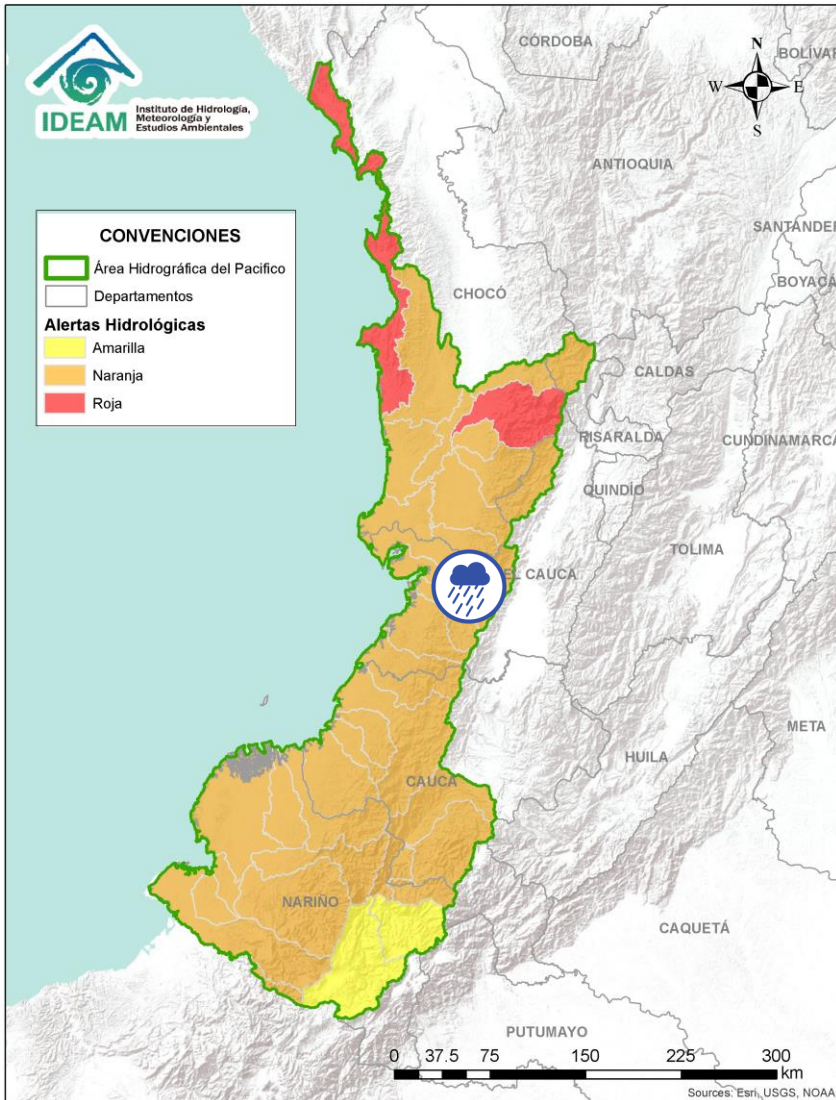 IDEAM
Instituto de Hidrología,
Meteorología y
Estudios Ambientales
CÓRDOBA
BOLÍVAR
N
W
E
S
ANTIOQUIA
SANTANDER
BOYACÁ
CONVENCIONES
Área Hidrográfica del Pacifico
Departamentos
Alertas Hidrológicas
Amarilla
Naranja
Roja
CHOCÓ
CALDAS
RISARALDA
CUNDINAMARCA
QUINDÍO
TOLIMA
EL CAUCA
META
HUILA
CAUCA
NARIÑO
CAQUETÁ
PUTUMAYO
0 37.5 75 150 225 300
km
Sources: Esri, USGS, NOAA